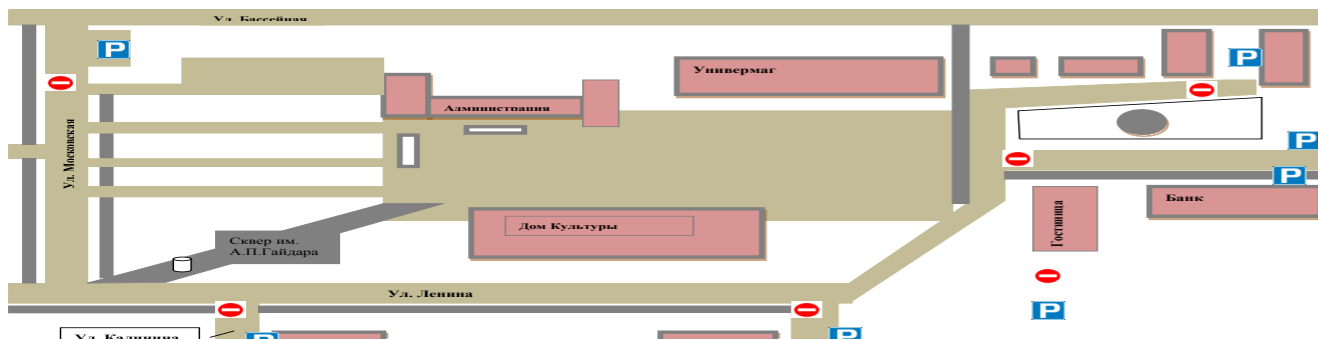 Ул. Бассейная
P
P
Универмаг
Администрация
Ул. Московская
P
P
Банк
Гостиница
Дом Культуры
Сквер им.
А.П.Гайдара
Ул. Ленина
P
Ул. Калинина
P
P